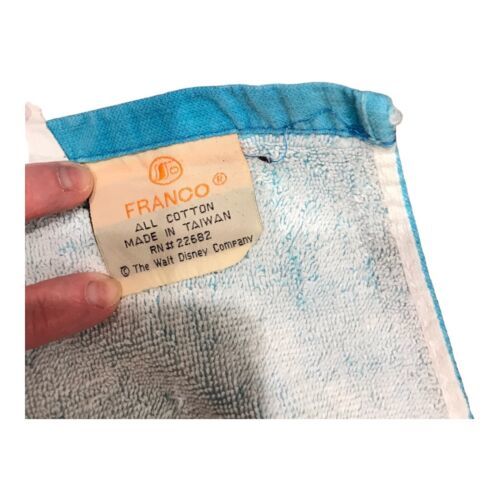 FRANCO ®
ALL COTTON
MADE IN TAIWAN
RN# 22682
© The Walt Disney Company